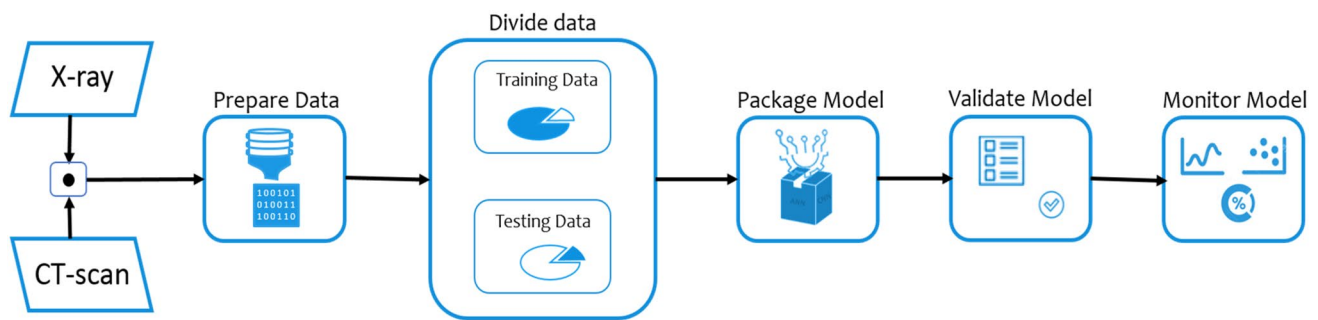 Divide data
X-ray
Training Data
Prepare Data
Package Model
Validate Model
Monitor Model
100101
010011
100110
%
Testing Data
CT-scan